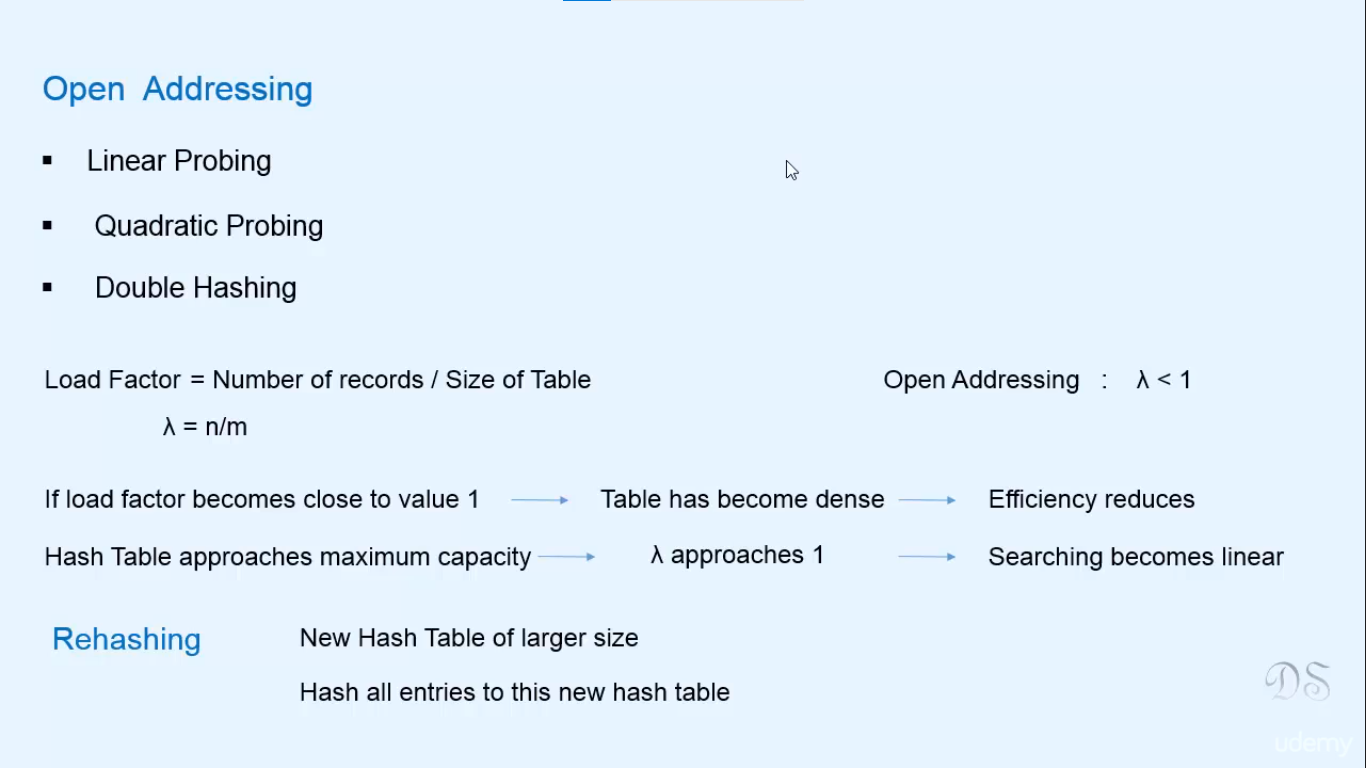 Open Addressing
▪ Linear Probing
▪ Quadratic Probing
▪ Double Hashing
Load Factor = Number of records / Size of Table Open Addressing : λ < 1
λ = n/m
If load factor becomes close to value 1 → Table has become dense → Efficiency reduces
Hash Table approaches maximum capacity → λ approaches 1 → Searching becomes linear
Rehashing New Hash Table of larger size
Hash all entries to this new hash table
DS
udemy